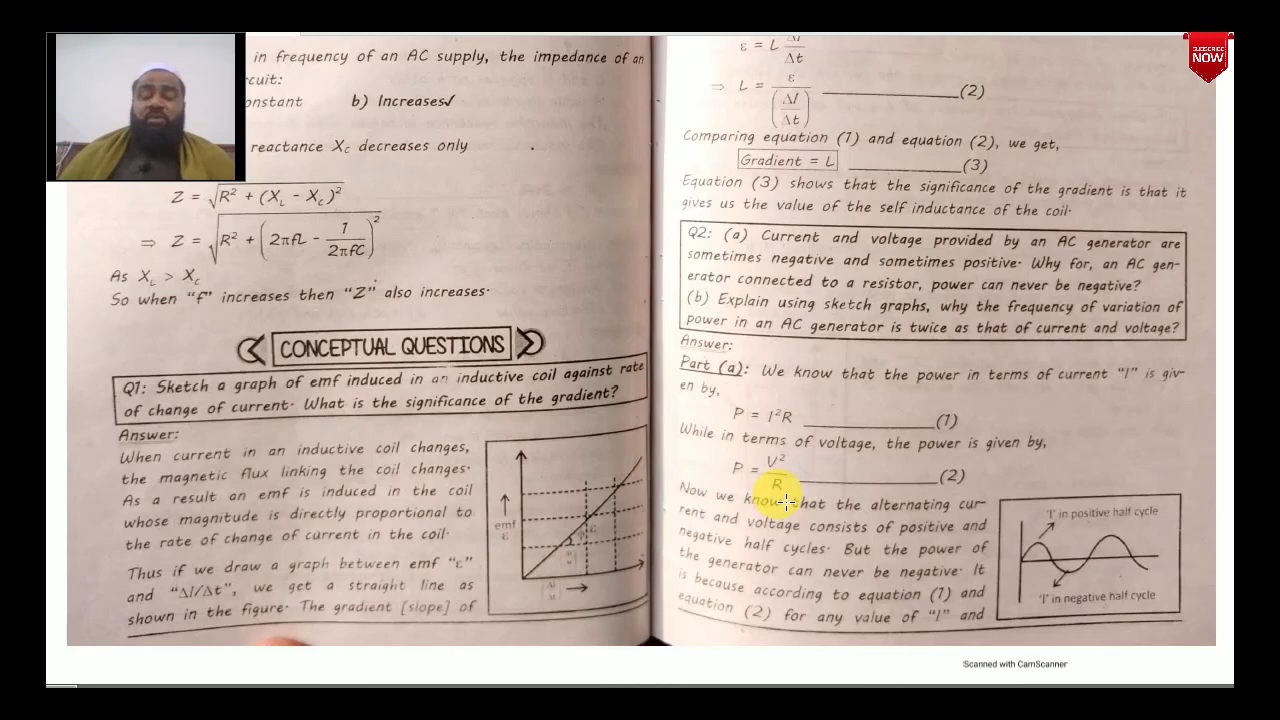 in frequency of an AC supply, the impedance of an
rcuit:
onstant b) Increases✓
reactance Xc decreases only
Z = √R² + (X_L - X_C)²
⇒ Z = √R² + (2πfL - 1/2πfC)²
As X_L > X_C
So when "f" increases then "Z" also increases.
CONCEPTUAL QUESTIONS
Q1: Sketch a graph of emf induced in an inductive coil against rate
of change of current. What is the significance of the gradient?
Answer:
When current in an inductive coil changes,
the magnetic flux linking the coil changes.
As a result an emf is induced in the coil
whose magnitude is directly proportional to
the rate of change of current in the coil.
Thus if we draw a graph between emf "ε"
and "ΔI/Δt", we get a straight line as
shown in the figure. The gradient [slope] of
emf
ε
ε = L ΔI/Δt
⇒ L = ε/(ΔI/Δt) (2)
Comparing equation (1) and equation (2), we get,
Gradient = L (3)
Equation (3) shows that the significance of the gradient is that it
gives us the value of the self inductance of the coil.
Q2: (a) Current and voltage provided by an AC generator are
sometimes negative and sometimes positive. Why for, an AC gen-
erator connected to a resistor, power can never be negative?
(b) Explain using sketch graphs, why the frequency of variation of
power in an AC generator is twice as that of current and voltage?
Answer:
Part (a): We know that the power in terms of current "I" is giv-
en by,
P = I²R (1)
While in terms of voltage, the power is given by,
P = V²/R (2)
Now we know that the alternating cur-
rent and voltage consists of positive and
negative half cycles. But the power of
the generator can never be negative. It
is because according to equation (1) and
equation (2) for any value of "I" and
'I' in positive half cycle
'I' in negative half cycle
SUBSCRIBE
NOW
Scanned with CamScanner